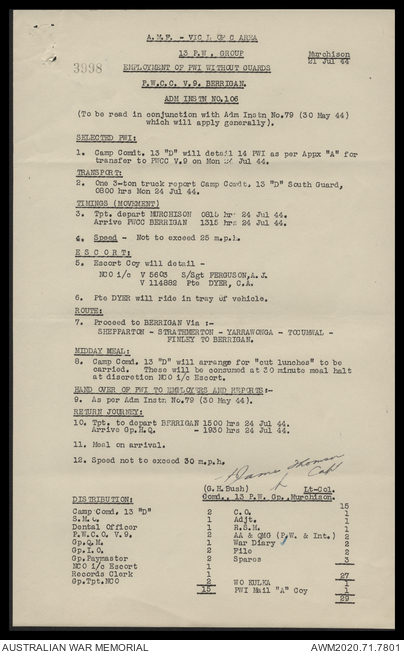 A.M.F. - VIC L OF C AREA
13 P.W. GROUP
Murchison
21 Jul 44
3998
EMPLOYMENT OF PWI WITHOUT GUARDS
P.W.C.C. V.9. BERRIGAN.
ADM INSTN NO.106
(To be read in conjunction with Adm Instn No.79 (30 May 44)
which will apply generally).
SELECTED PWI:
1. Camp Comdt. 13 "D" will detail 14 PWI as per Appx "A" for
transfer to PWCC V.9 on Mon 24 Jul 44.
TRANSPORT:
2. One 3-ton truck report Camp Comdt. 13 "D" South Guard,
0800 hrs Mon 24 Jul 44.
TIMINGS (MOVEMENT)
3. Tpt. depart MURCHISON 0815 hrs 24 Jul 44.
Arrive PWCC BERRIGAN 1315 hrs 24 Jul 44.
4. Speed - Not to exceed 25 m.p.h.
ESCORT:
5. Escort Coy will detail -
NCO i/c V 5603 S/Sgt FERGUSON,A.J.
V 114882 Pte DYER, C.A.
6. Pte DYER will ride in tray of vehicle.
ROUTE:
7. Proceed to BERRIGAN Via :-
SHEPPARTON - STRATHMERTON - YARRAWONGA - TOCUMWAL -
FINLEY TO BERRIGAN.
MIDDAY MEAL:
8. Camp Comd. 13 "D" will arrange for "cut lunches" to be
carried. These will be consumed at 30 minute meal halt
at discretion NCO i/c Escort.
HAND OVER OF PWI TO EMPLOYERS AND REPORTS:-
9. As per Adm Instn No.79 (30 May 44).
RETURN JOURNEY:
10. Tpt. to depart BERRIGAN 1500 hrs 24 Jul 44.
Arrive Gp.H.Q. - 1930 hrs 24 Jul 44.
11. Meal on arrival.
12. Speed not to exceed 30 m.p.h.
Capt
(G.H.Bush) Lt-Col.
Comd., 13 P.W. Gp. Murchison.
DISTRIBUTION: 15
Camp Comd. 13 "D" 2 C.O. 1
S.M.O. 1 Adjt. 1
Dental Officer 1 R.S.M. 1
P.W.C.C. V.9. 2 AA & QMG (P.W. & Int.) 2
Gp.Q.M. 1 War Diary 2
Gp.I.O. 1 File 2
Gp.Paymaster 2 Spares 3
NCO i/c Escort 1
Records Clerk 1 27
Gp.Tpt.NCO 2 WO KULKA 1
15 PWI Mail "A" Coy 1
29
AUSTRALIAN WAR MEMORIAL AWM2020.71.7801